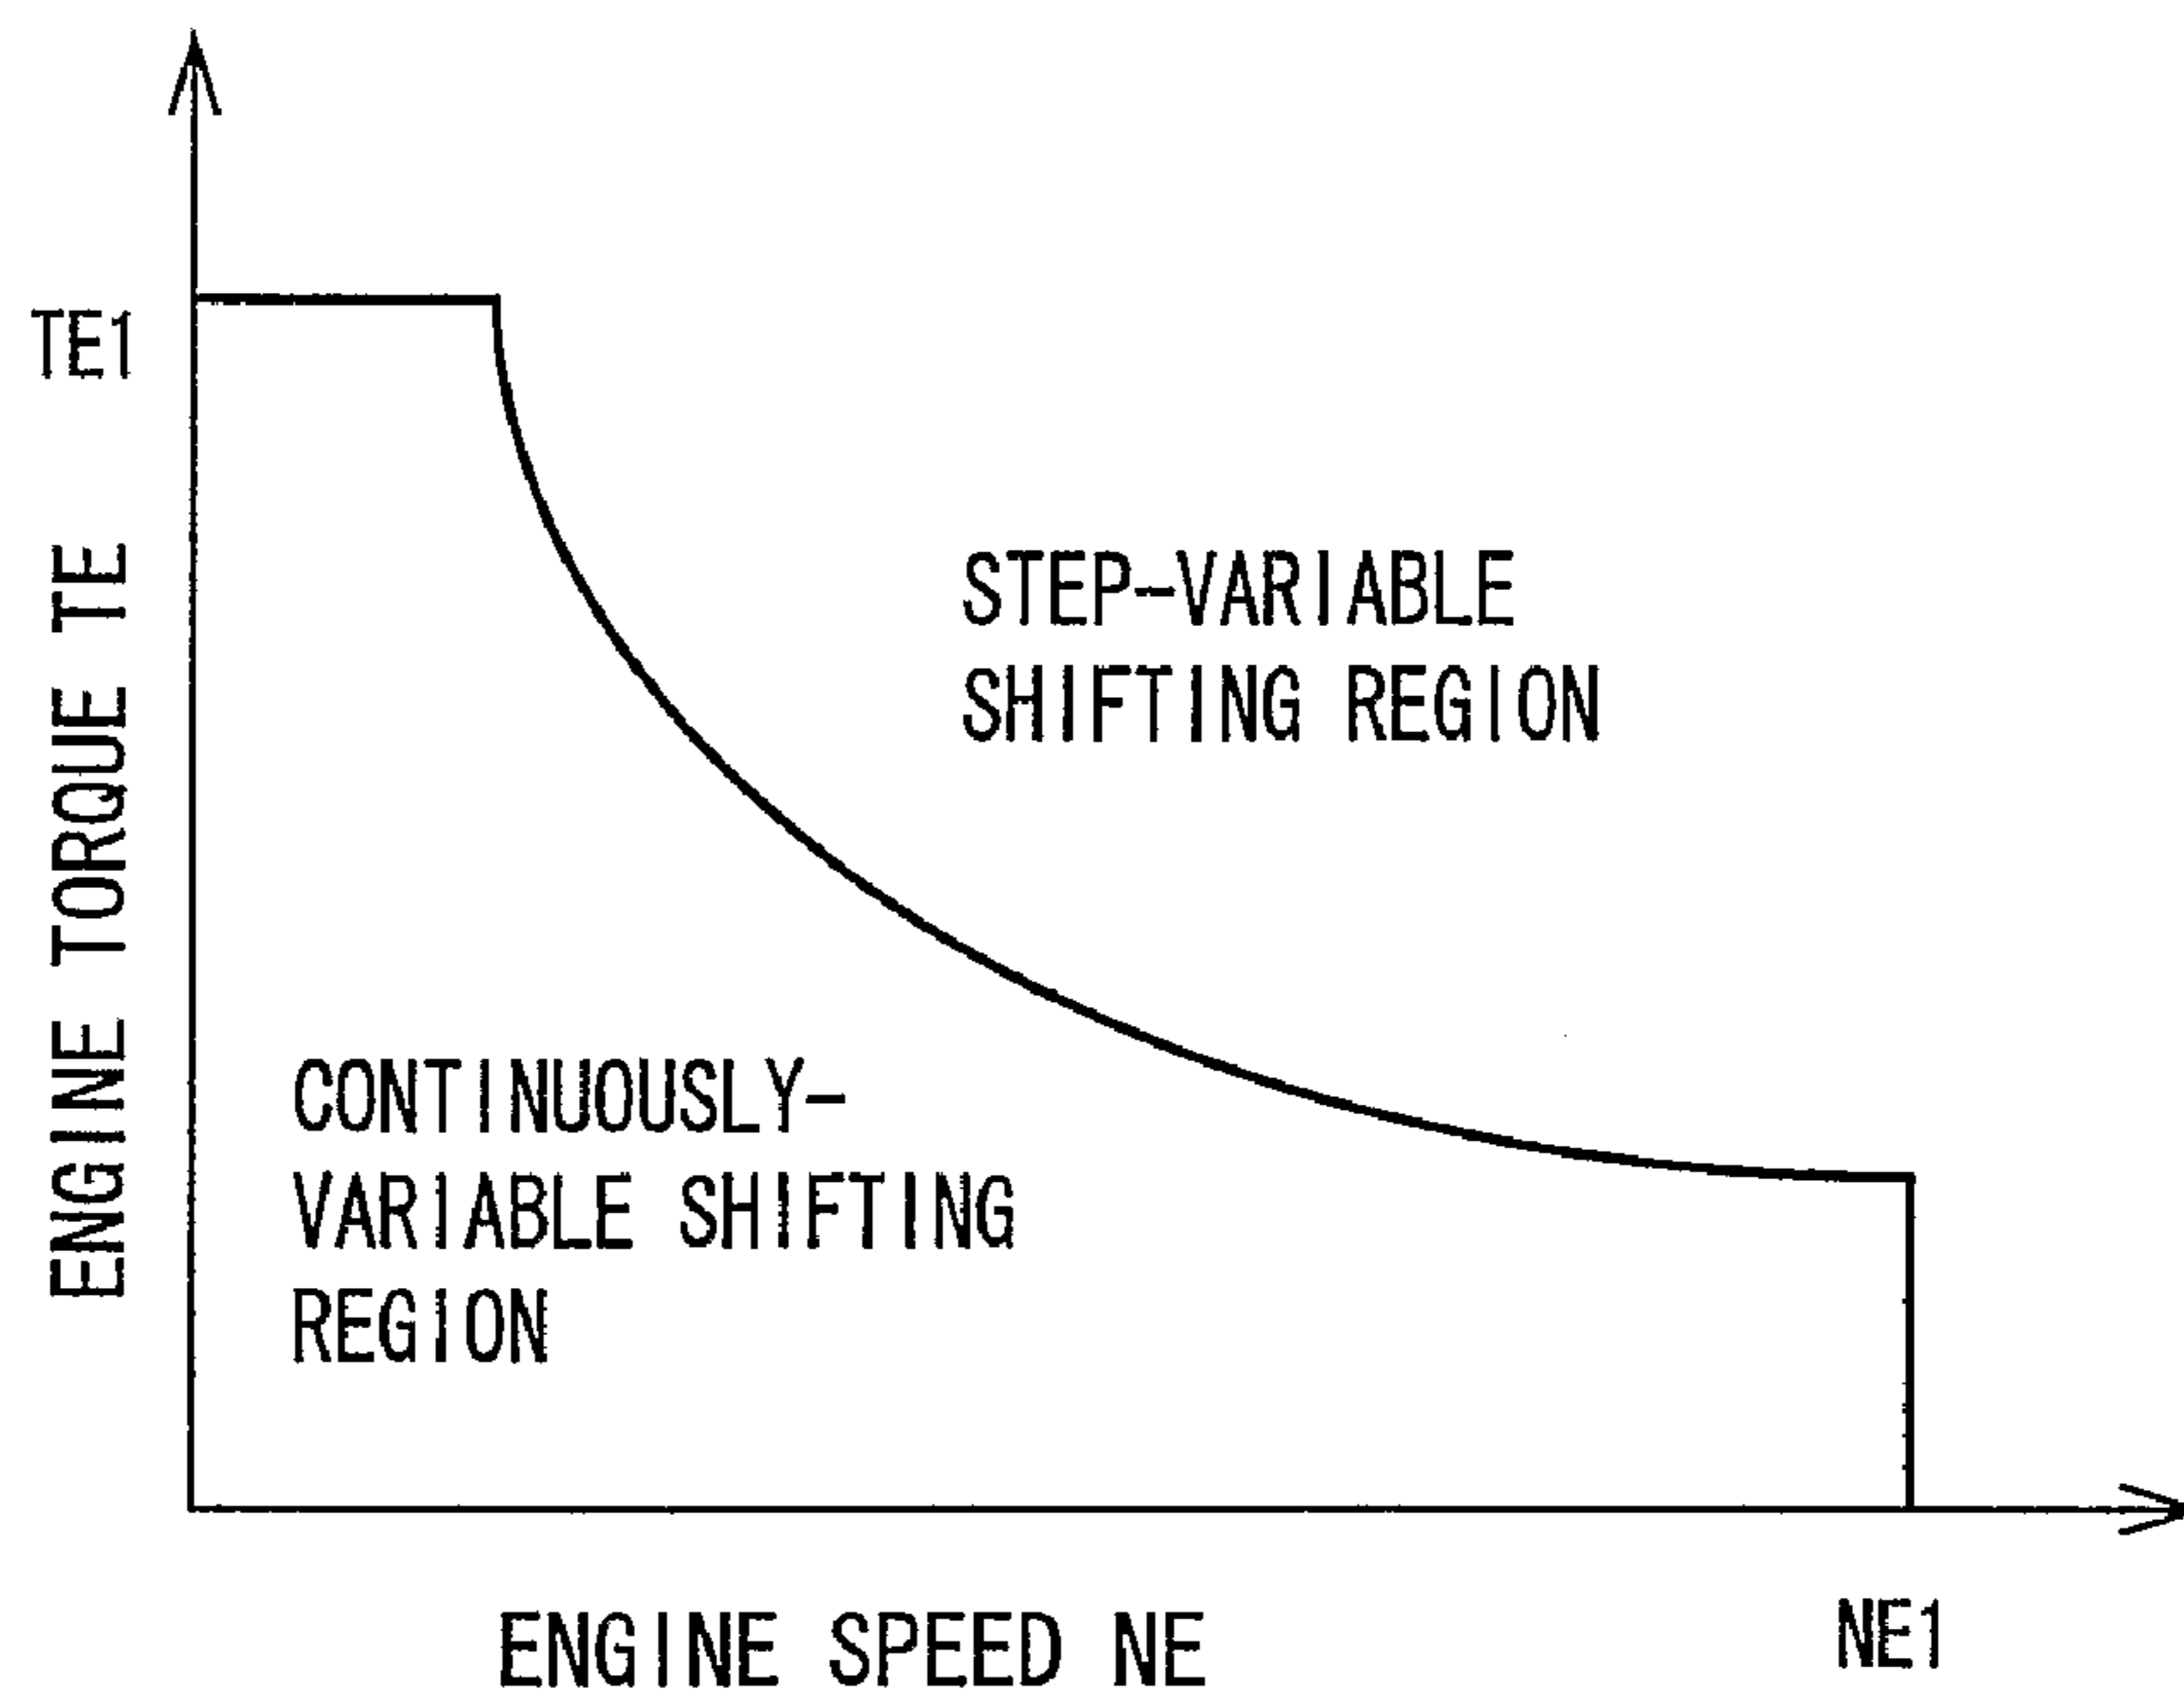 TE1
ENGINE TORQUE TE
STEP-VARIABLE
SHIFTING REGION
CONTINUOUSLY-
VARIABLE SHIFTING
REGION
ENGINE SPEED NE
NE1